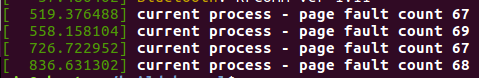 [  519.376488] current process - page fault count 67
[  558.158104] current process - page fault count 69
[  726.722952] current process - page fault count 67
[  836.631302] current process - page fault count 68